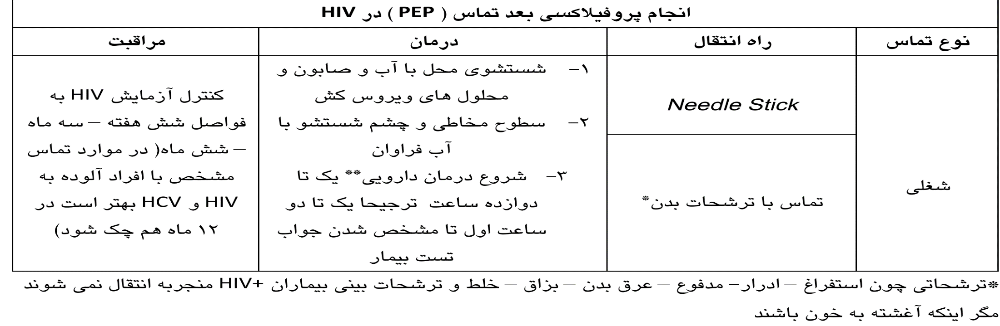 انجام پروفیلاکسی بعد تماس ( PEP ) در HIV
نوع تماس
راه انتقال
درمان
مراقبت
شغلی
Needle Stick
تماس با ترشحات بدن*
۱- شستشوی محل با آب و صابون و
محلول های ویروس کش
۲- سطوح مخاطی و چشم شستشو با
آب فراوان
۳- شروع درمان دارویی** یک تا
دوازده ساعت ترجیحا یک تا دو
ساعت اول تا مشخص شدن جواب
تست بیمار
کنترل آزمایش HIV به
فواصل شش هفته – سه ماه
– شش ماه( در موارد تماس
مشخص با افراد آلوده به
HIV و HCV بهتر است در
۱۲ ماه هم چک شود)
*ترشحاتی چون استفراغ – ادرار- مدفوع – عرق بدن – بزاق – خلط و ترشحات بینی بیماران HIV+ منجربه انتقال نمی شوند
مگر اینکه آغشته به خون باشند